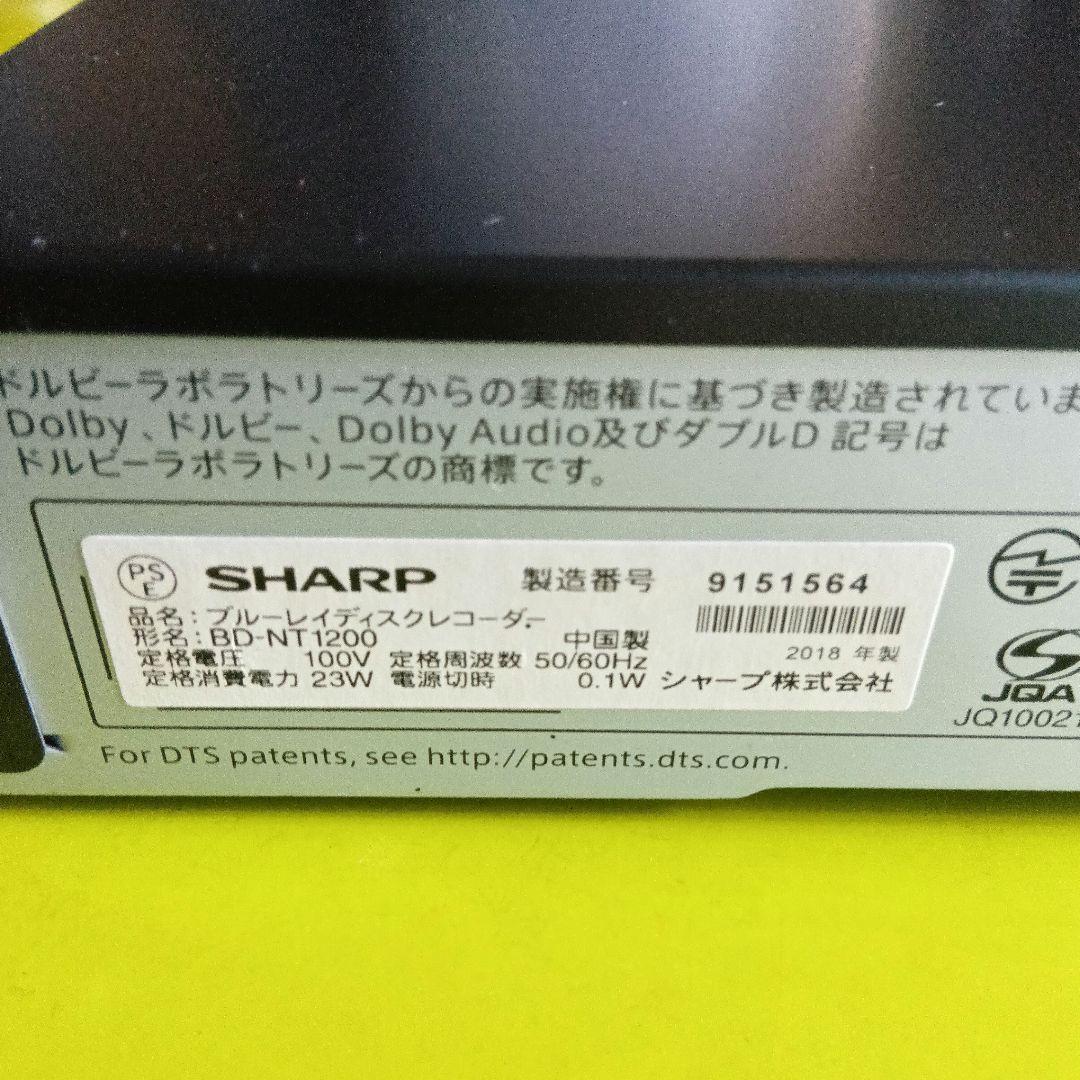 ドルビーラボラトリーズからの実施権に基づき製造されていま
Dolby、ドルビー、Dolby Audio及びダブルD 記号は
ドルビーラボラトリーズの商標です。
PS E SHARP 製造番号 9151564
品名：ブルーレイディスクレコーダー
形名：BD-NT1200 中国製
定格電圧 100V 定格周波数 50/60Hz 2018 年製
定格消費電力 23W 電源切時 0.1W シャープ株式会社
JQA
JQ10021
For DTS patents, see http://patents.dts.com.